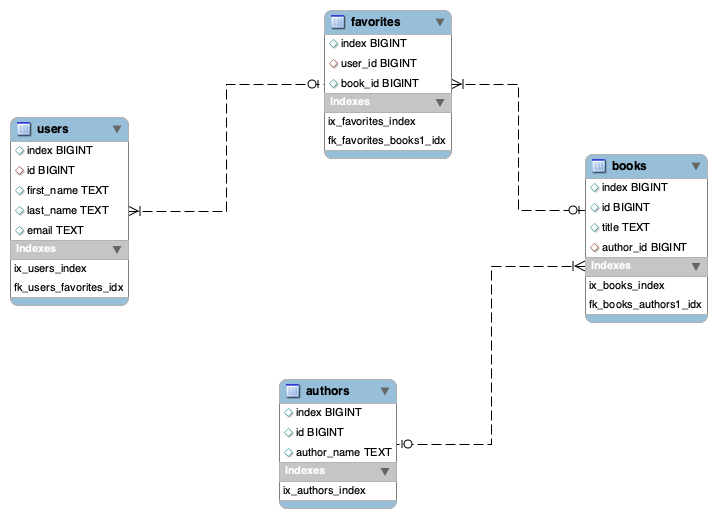 favorites
index BIGINT
user_id BIGINT
book_id BIGINT
Indexes
ix_favorites_index
fk_favorites_books1_idx
users
index BIGINT
id BIGINT
first_name TEXT
last_name TEXT
email TEXT
Indexes
ix_users_index
fk_users_favorites_idx
books
index BIGINT
id BIGINT
title TEXT
author_id BIGINT
Indexes
ix_books_index
fk_books_authors1_idx
authors
index BIGINT
id BIGINT
author_name TEXT
Indexes
ix_authors_index